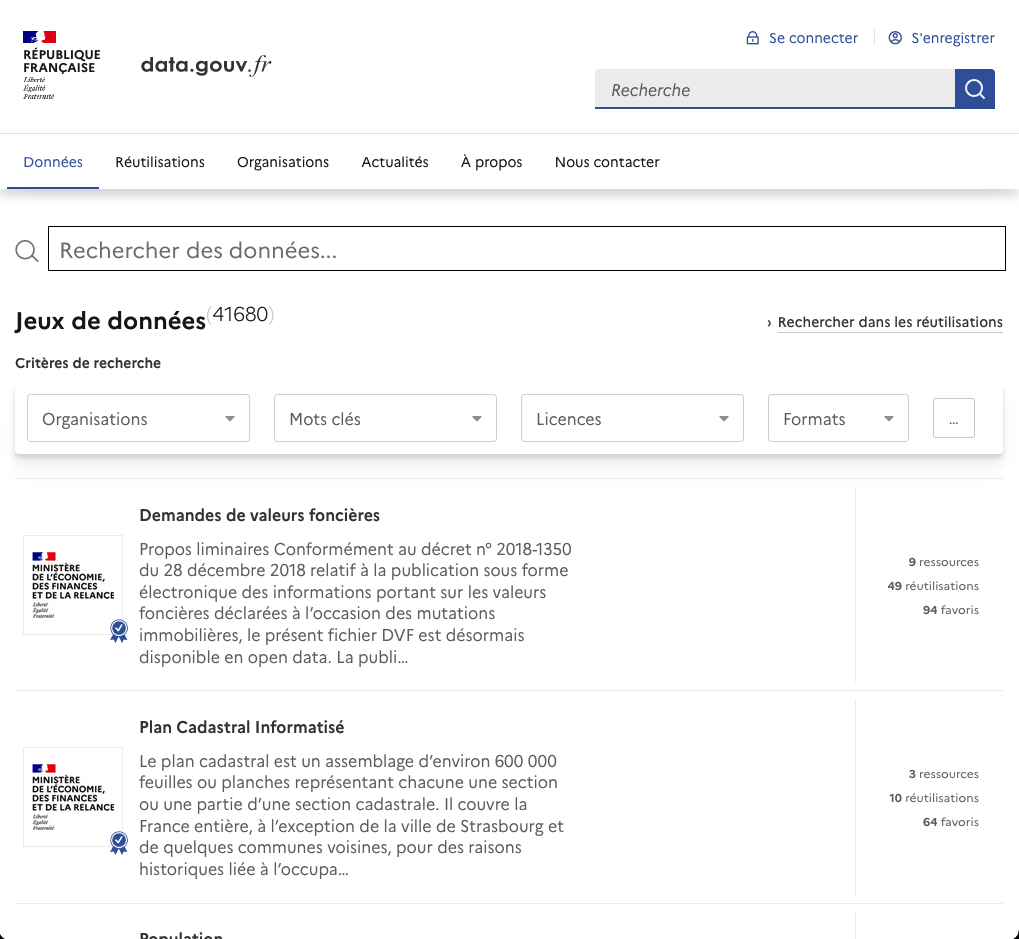 RÉPUBLIQUE
FRANÇAISE
Liberté
Égalité
Fraternité
data.gouv.fr
Se connecter
S'enregistrer
Recherche
Données Réutilisations Organisations Actualités À propos Nous contacter
Rechercher des données...
Jeux de données(41680)
› Rechercher dans les réutilisations
Critères de recherche
Organisations Mots clés Licences Formats ...
Demandes de valeurs foncières
MINISTÈRE
DE L'ÉCONOMIE,
DES FINANCES
ET DE LA RELANCE
Liberté
Égalité
Fraternité
Propos liminaires Conformément au décret n° 2018-1350
du 28 décembre 2018 relatif à la publication sous forme
électronique des informations portant sur les valeurs
foncières déclarées à l’occasion des mutations
immobilières, le présent fichier DVF est désormais
disponible en open data. La publi…
9 ressources
49 réutilisations
94 favoris
Plan Cadastral Informatisé
MINISTÈRE
DE L'ÉCONOMIE,
DES FINANCES
ET DE LA RELANCE
Liberté
Égalité
Fraternité
Le plan cadastral est un assemblage d’environ 600 000
feuilles ou planches représentant chacune une section
ou une partie d’une section cadastrale. Il couvre la
France entière, à l’exception de la ville de Strasbourg et
de quelques communes voisines, pour des raisons
historiques liée à l’occupa…
3 ressources
10 réutilisations
64 favoris
Population